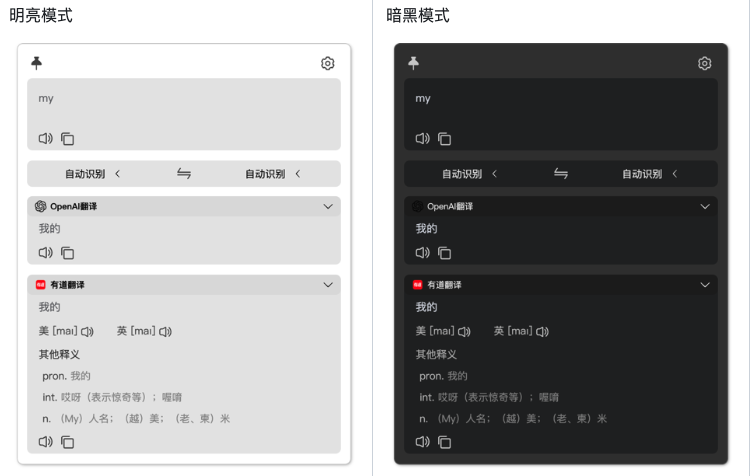 明亮模式
my
自动识别 自动识别
OpenAI翻译
我的
有道翻译
我的
美 [maɪ] 英 [maɪ]
其他释义
pron. 我的
int. 哎呀（表示惊奇等）；喔唷
n. （My）人名；（越）美；（老、柬）米
暗黑模式
my
自动识别 自动识别
OpenAI翻译
我的
有道翻译
我的
美 [maɪ] 英 [maɪ]
其他释义
pron. 我的
int. 哎呀（表示惊奇等）；喔唷
n. （My）人名；（越）美；（老、柬）米